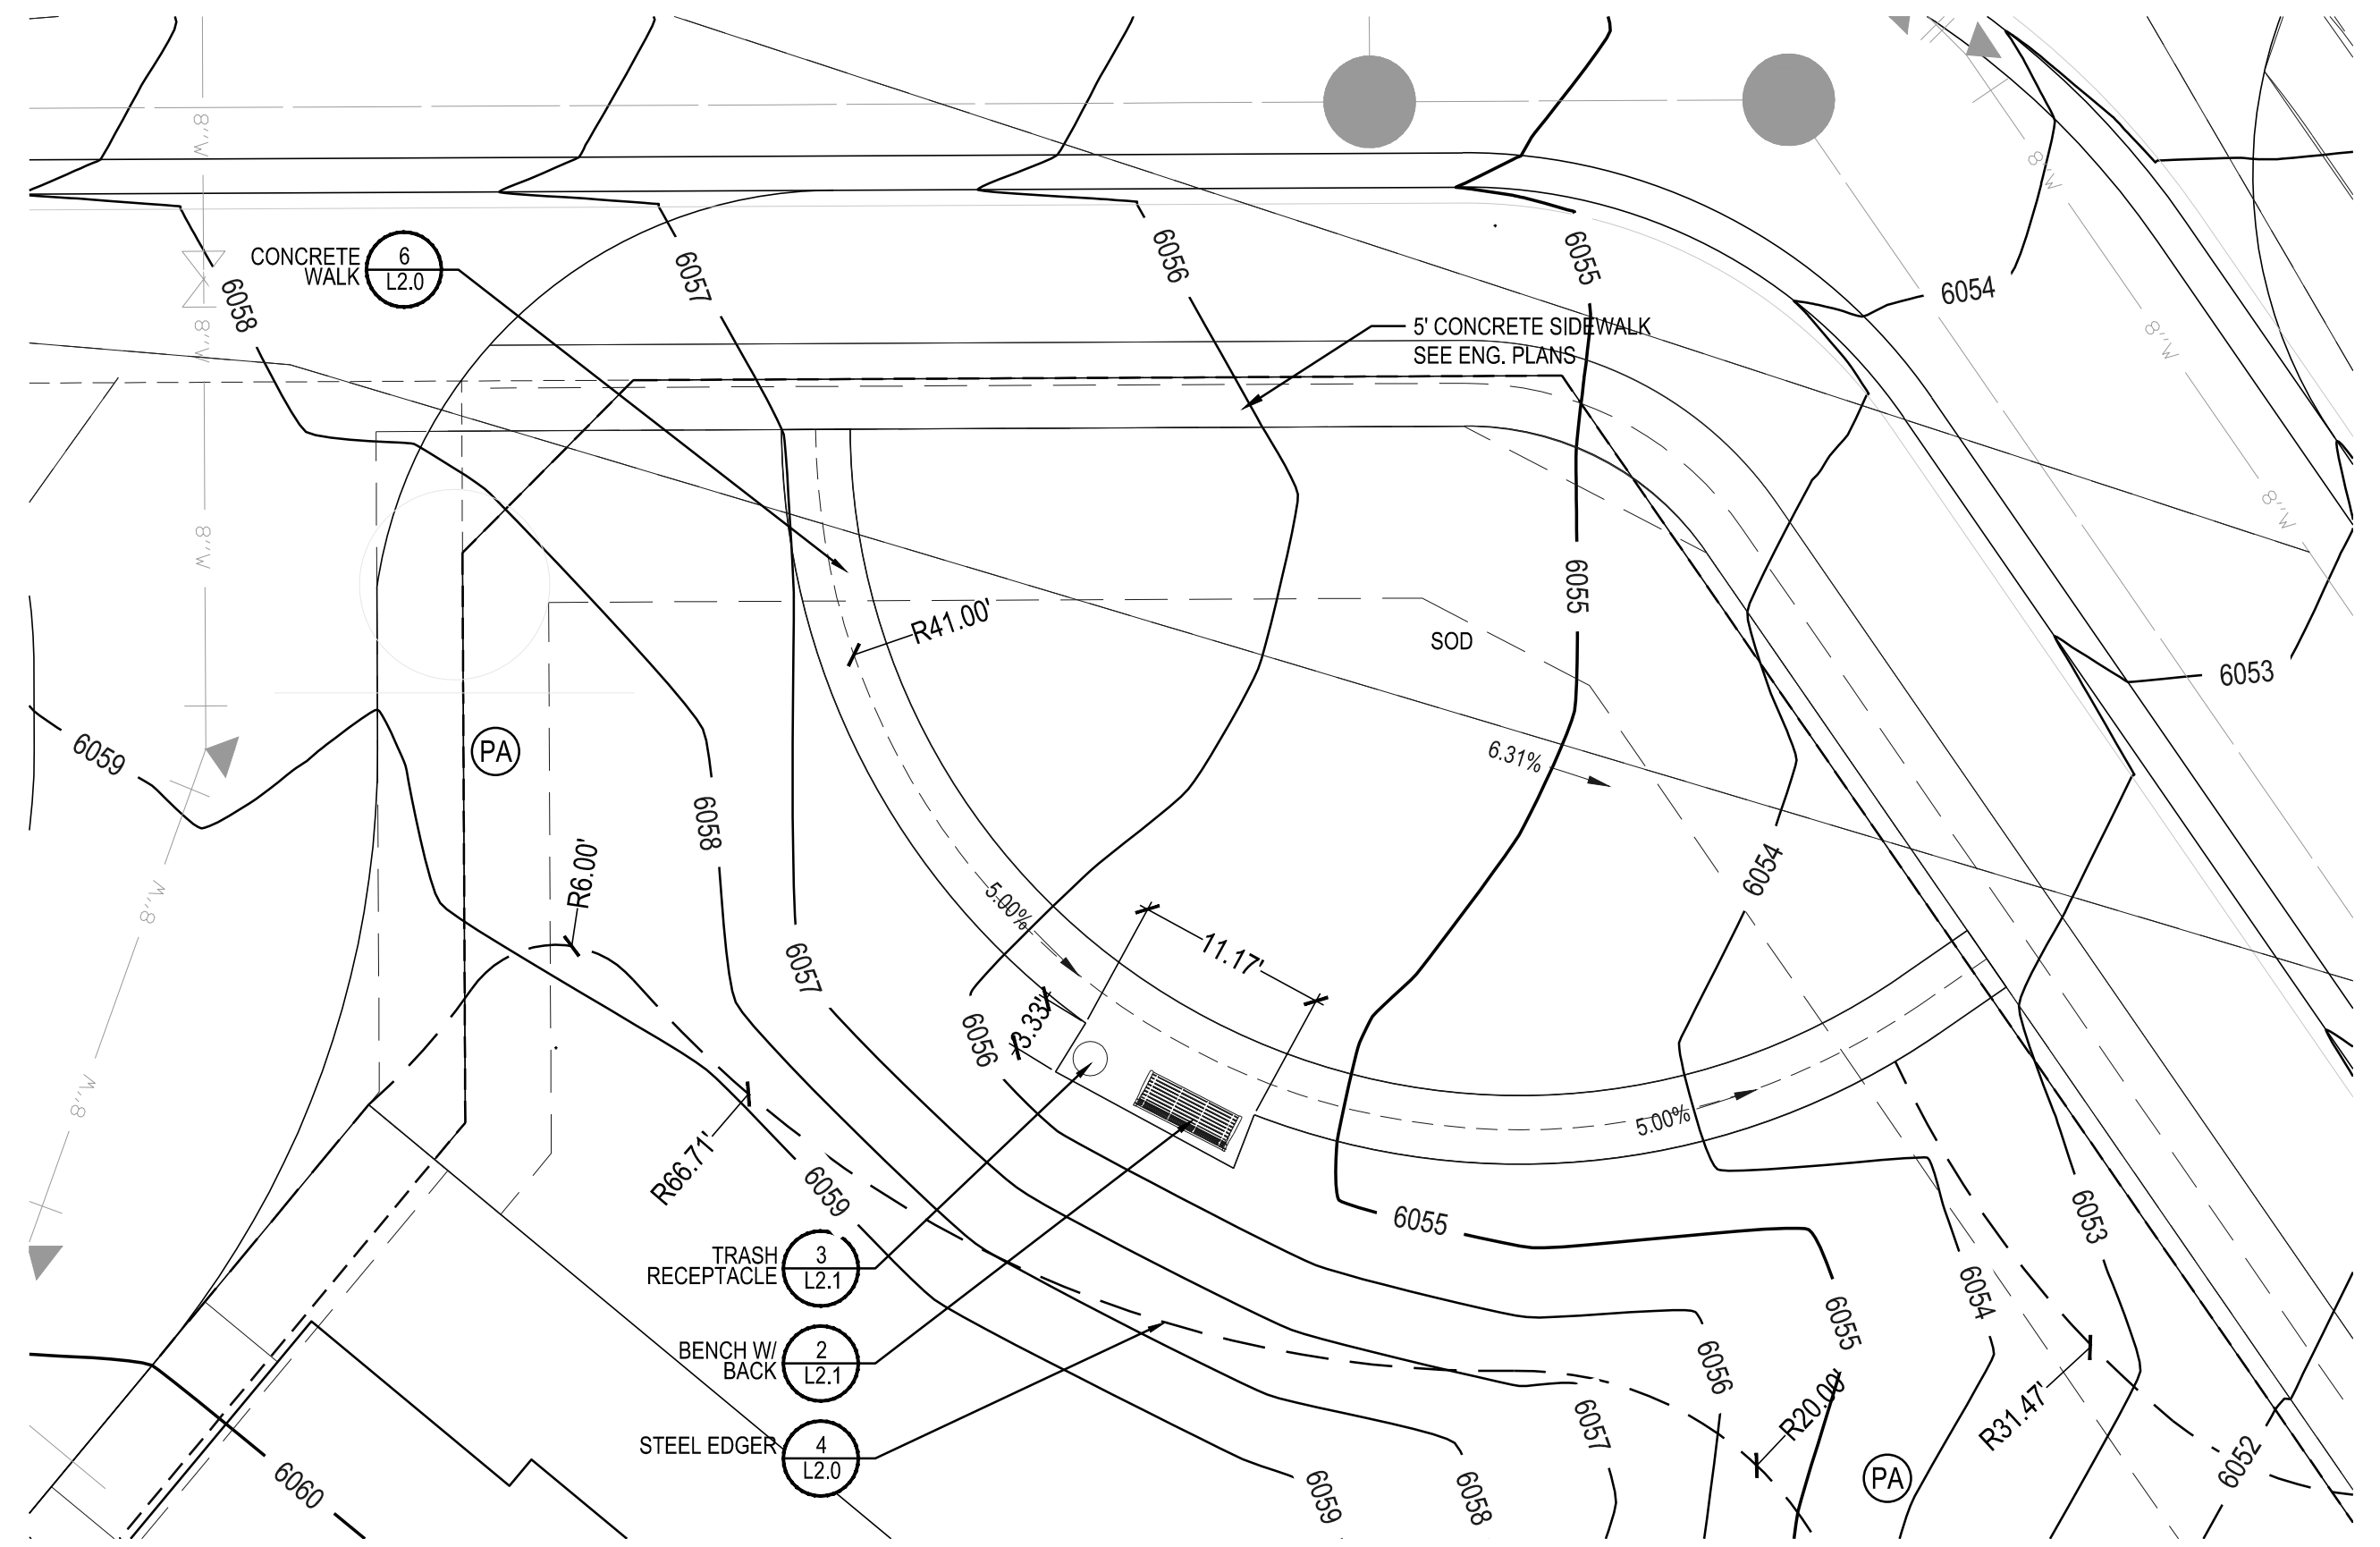 8"W
8"W
6058
CONCRETE
WALK
6
L2.0
6057
6056
6055
6054
8"W
5' CONCRETE SIDEWALK
SEE ENG. PLANS
8"W
8"W
8"W
6055
R41.00'
SOD
6053
6059
PA
6.31%
6058
R6.00'
8"W
5.00%
6054
11.17'
6057
3.33'
6056
8"W
5.00%
R66.71'
6059
6055
6053
TRASH
RECEPTACLE
3
L2.1
6054
6055
BENCH W/
BACK
2
L2.1
6056
R20.00'
R31.47'
STEEL EDGER
4
L2.0
6057
6052
6060
6059
6058
PA